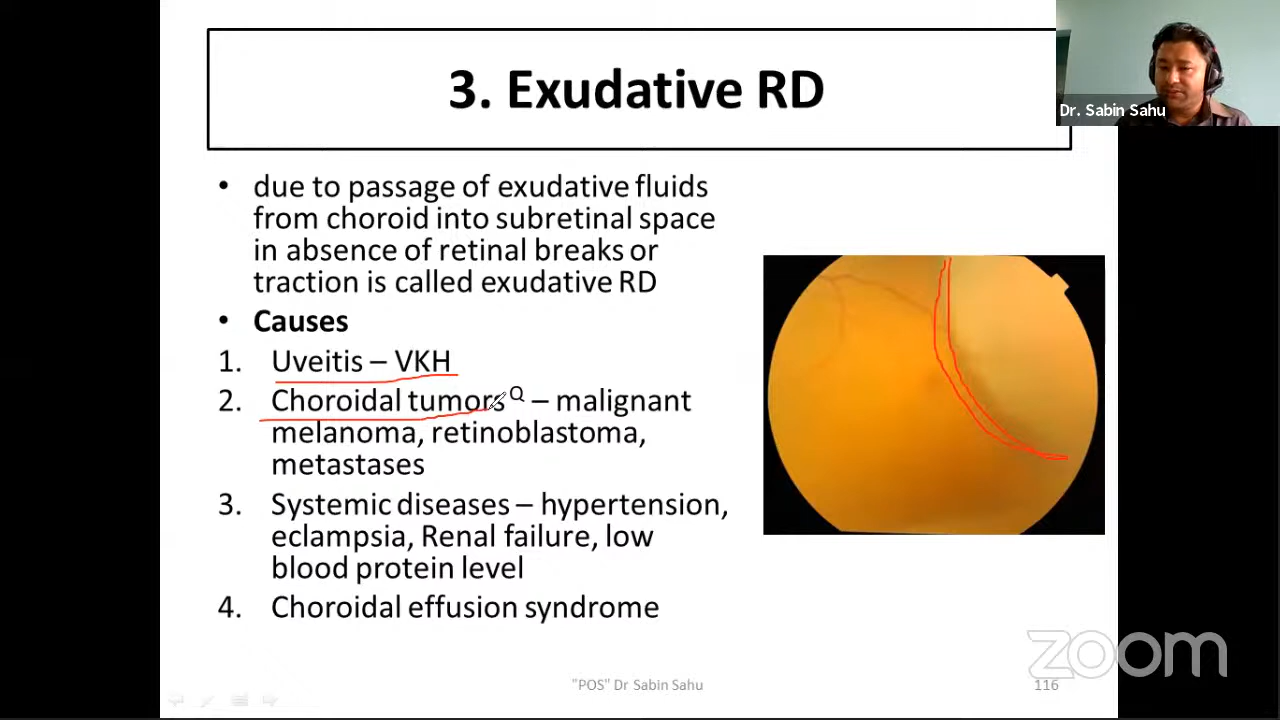 3. Exudative RD
Dr. Sabin Sahu
• due to passage of exudative fluids
from choroid into subretinal space
in absence of retinal breaks or
traction is called exudative RD
• Causes
1. Uveitis – VKH
2. Choroidal tumorsQ – malignant
melanoma, retinoblastoma,
metastases
3. Systemic diseases – hypertension,
eclampsia, Renal failure, low
blood protein level
4. Choroidal effusion syndrome
zoom
"POS" Dr Sabin Sahu
116